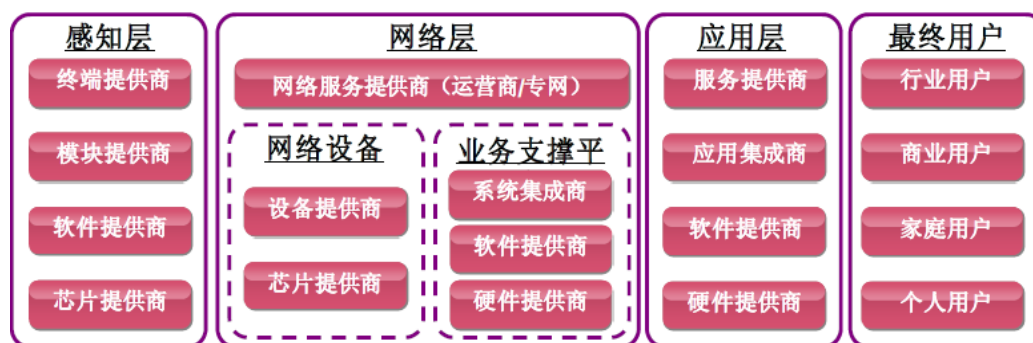 感知层
终端提供商
模块提供商
软件提供商
芯片提供商
网络层
网络服务提供商（运营商/专网）
网络设备
设备提供商
芯片提供商
业务支撑平
系统集成商
软件提供商
硬件提供商
应用层
服务提供商
应用集成商
软件提供商
硬件提供商
最终用户
行业用户
商业用户
家庭用户
个人用户